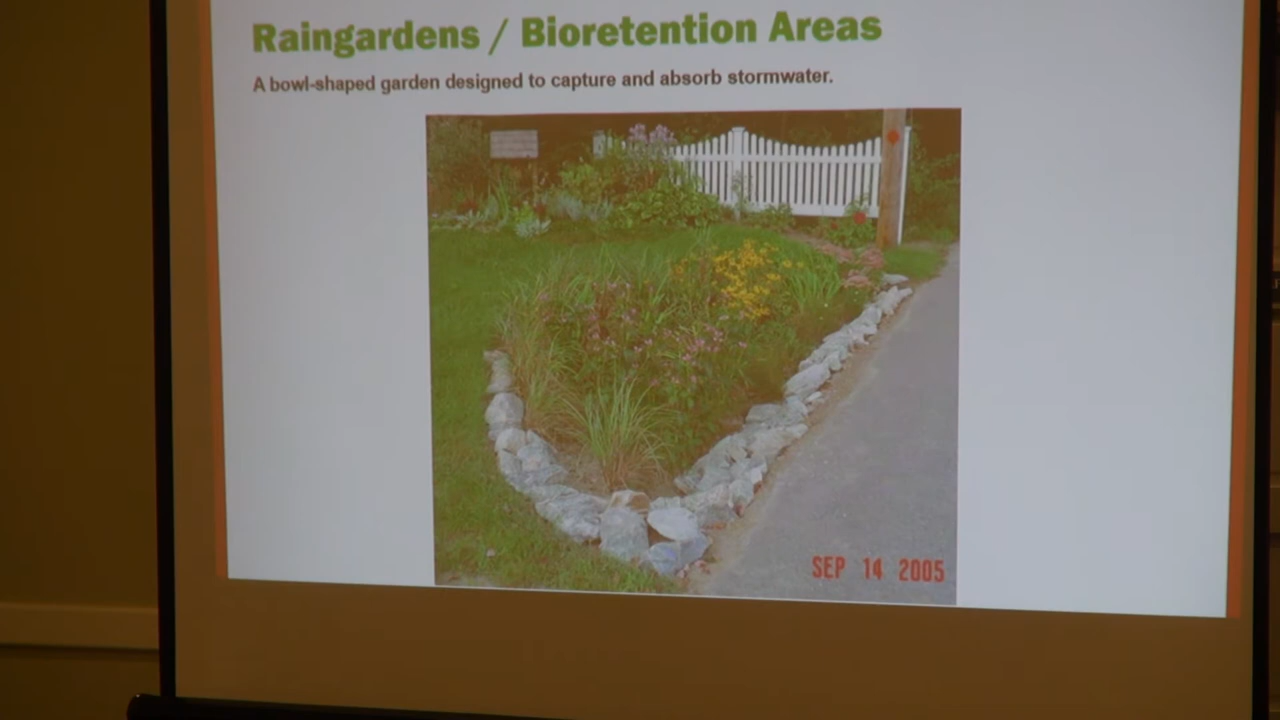 Raingardens / Bioretention Areas
A bowl-shaped garden designed to capture and absorb stormwater.
SEP 14 2005